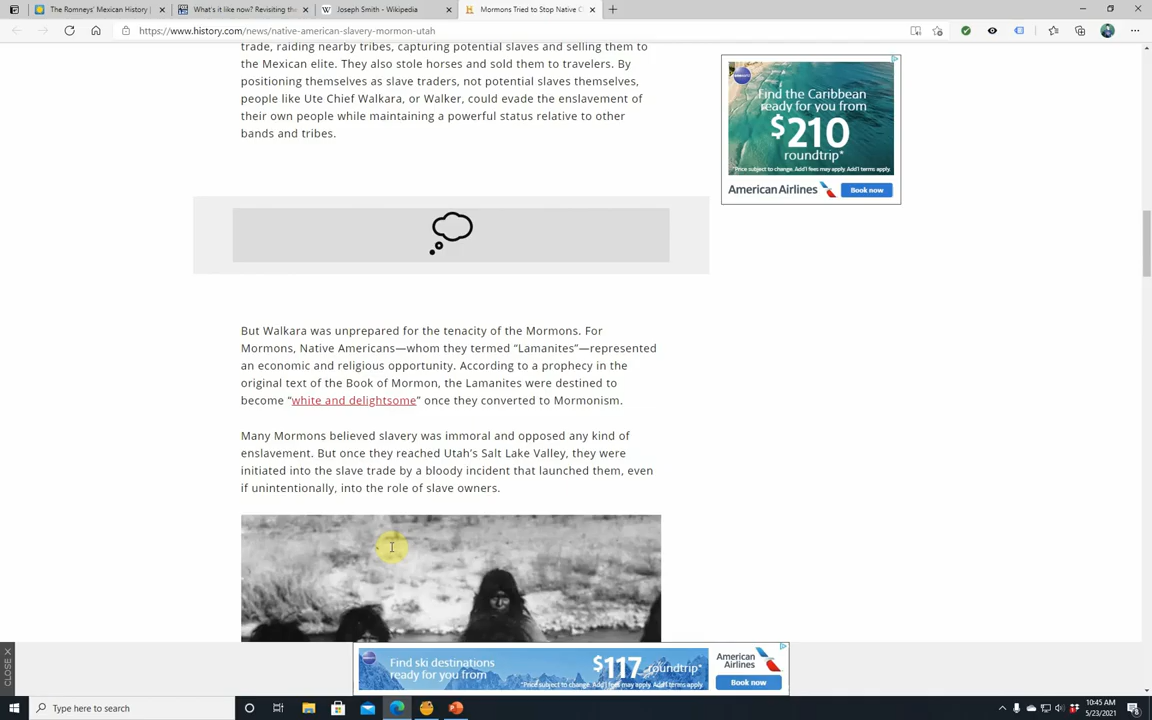 The Romneys' Mexican History |
What's it like now? Revisiting the
Joseph Smith - Wikipedia
Mormons Tried to Stop Native
https://www.history.com/news/native-american-slavery-mormon-utah
trade, raiding nearby tribes, capturing potential slaves and selling them to
the Mexican elite. They also stole horses and sold them to travelers. By
positioning themselves as slave traders, not potential slaves themselves,
people like Ute Chief Walkara, or Walker, could evade the enslavement of
their own people while maintaining a powerful status relative to other
bands and tribes.
Find the Caribbean
ready for you from
$210
roundtrip*
*Price subject to change. Add'l fees may apply. Add'l terms apply.
American Airlines
Book now
But Walkara was unprepared for the tenacity of the Mormons. For
Mormons, Native Americans—whom they termed “Lamanites”—represented
an economic and religious opportunity. According to a prophecy in the
original text of the Book of Mormon, the Lamanites were destined to
become “white and delightsome” once they converted to Mormonism.
Many Mormons believed slavery was immoral and opposed any kind of
enslavement. But once they reached Utah’s Salt Lake Valley, they were
initiated into the slave trade by a bloody incident that launched them, even
if unintentionally, into the role of slave owners.
CLOSE X
Find ski destinations
ready for you from
$117 roundtrip*
*Price subject to change. Add'l fees may apply. Add'l terms apply.
American
Airlines
Book now
Type here to search
10:45 AM
5/23/2021
8